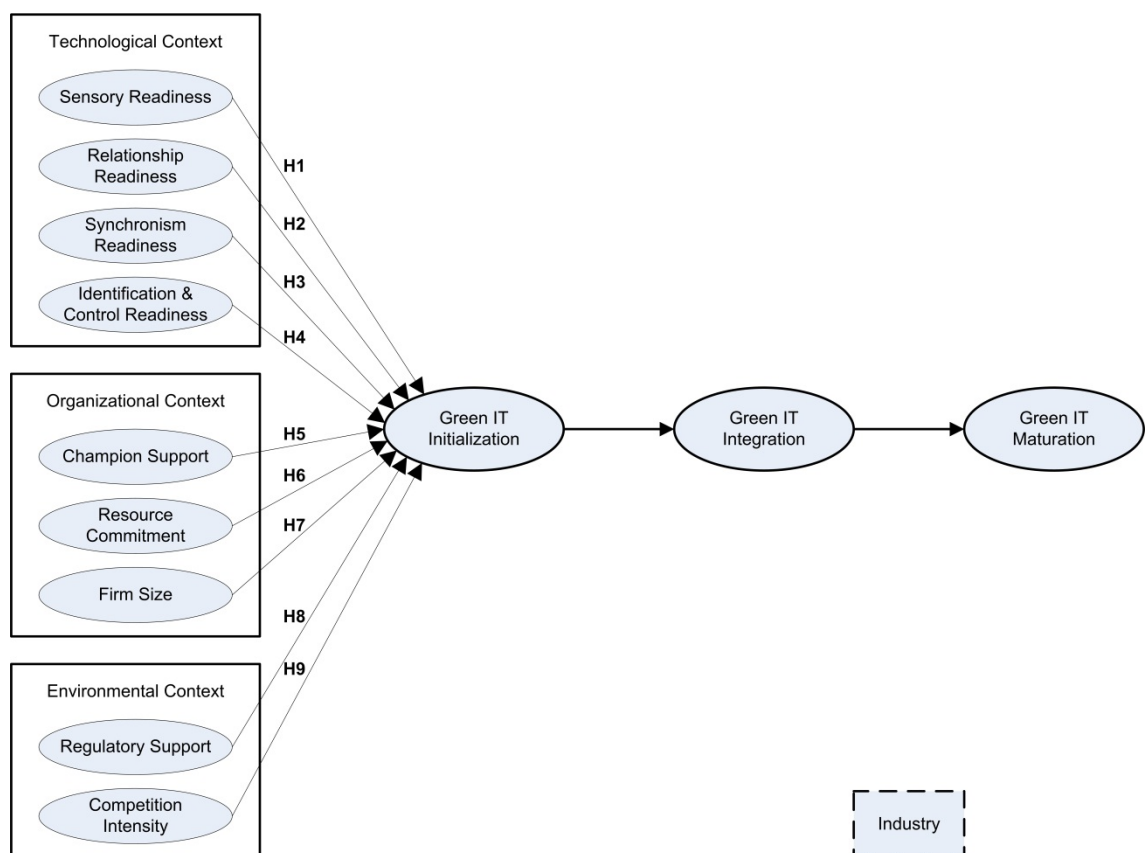 Technological Context
Sensory Readiness
Relationship
Readiness
Synchronism
Readiness
Identification &
Control Readiness
H1
H2
H3
H4
Organizational Context
Champion Support
Resource
Commitment
Firm Size
H5
H6
H7
Environmental Context
Regulatory Support
Competition
Intensity
H8
H9
Green IT
Initialization
Green IT
Integration
Green IT
Maturation
Industry